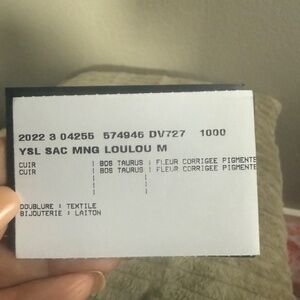 2022 3 04255 574946 DV727 1000
YSL SAC MNG LOULOU M
CUIR | BOS TAURUS | FLEUR CORRIGEE PIGMENTE
CUIR | BOS TAURUS | FLEUR CORRIGEE PIGMENTE
DOUBLURE : TEXTILE
BIJOUTERIE : LAITON